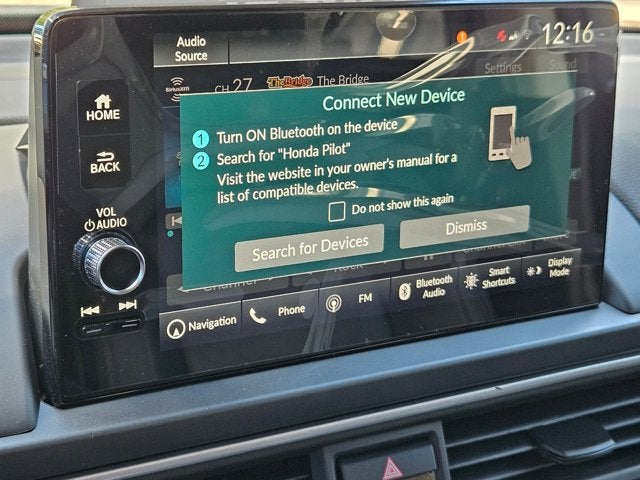 Audio
Source
12:16
Settings
Sound
SiriusXM
CH 27
The Bridge
The Bridge
HOME
BACK
VOL
AUDIO
Connect New Device
1 Turn ON Bluetooth on the device
2 Search for "Honda Pilot"
Visit the website in your owner's manual for a
list of compatible devices.
Do not show this again
Search for Devices
Dismiss
Channel
Rock
Navigation
Phone
FM
Bluetooth
Audio
Smart
Shortcuts
Display
Mode